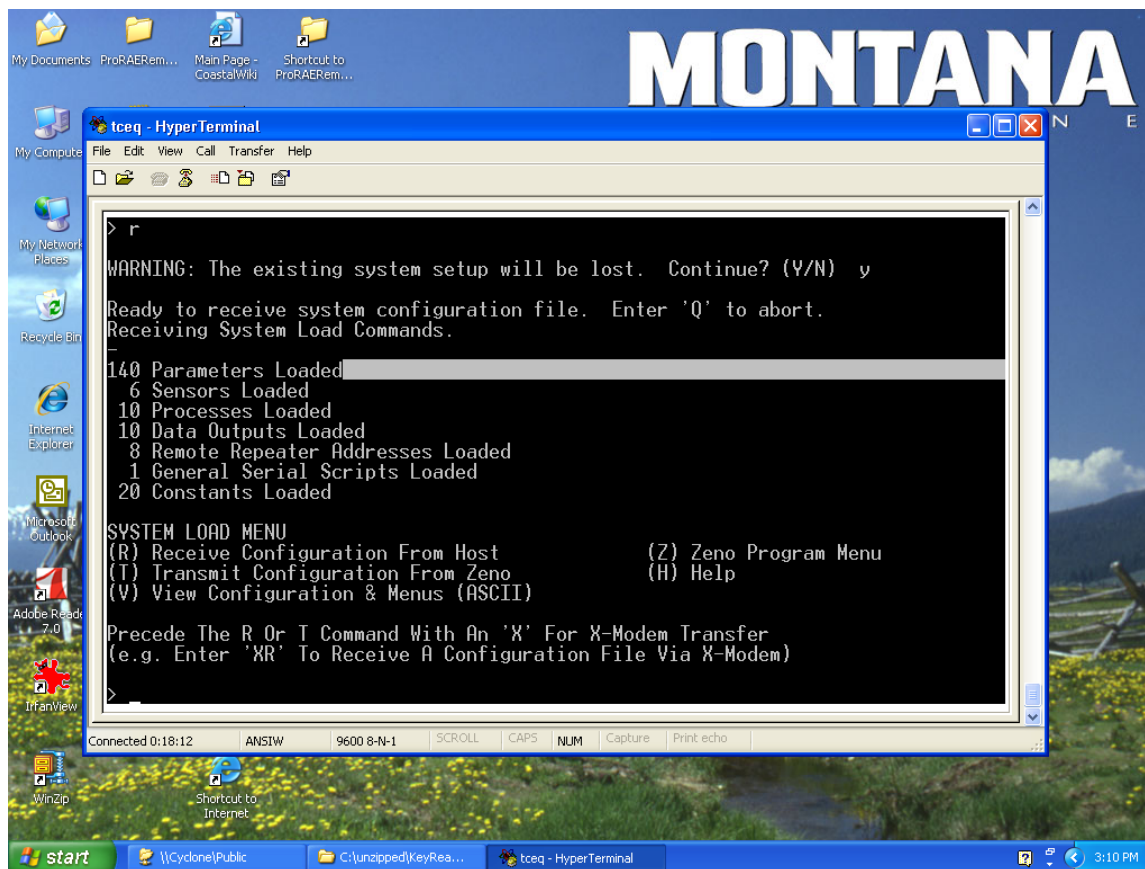 My Documents
ProRAERem...
Main Page - CoastalWiki
Shortcut to ProRAERem...
MONTANA
N E
My Compute
tceq - HyperTerminal
File Edit View Call Transfer Help
> r
WARNING: The existing system setup will be lost. Continue? (Y/N) y
Ready to receive system configuration file. Enter 'Q' to abort.
Receiving System Load Commands.
-
140 Parameters Loaded
6 Sensors Loaded
10 Processes Loaded
10 Data Outputs Loaded
8 Remote Repeater Addresses Loaded
1 General Serial Scripts Loaded
20 Constants Loaded
SYSTEM LOAD MENU
(R) Receive Configuration From Host (Z) Zeno Program Menu
(T) Transmit Configuration From Zeno (H) Help
(V) View Configuration & Menus (ASCII)
Precede The R Or T Command With An 'X' For X-Modem Transfer
(e.g. Enter 'XR' To Receive A Configuration File Via X-Modem)
> _
Connected 0:18:12 ANSIW 9600 8-N-1 SCROLL CAPS NUM Capture Print echo
My Network
Places
Recycle Bin
Internet
Explorer
Microsoft
Outlook
Adobe Reade
7.0
IrfanView
WinZip
Shortcut to
Internet
start \\Cyclone\Public C:\unzipped\KeyRea... tceq - HyperTerminal 3:10 PM